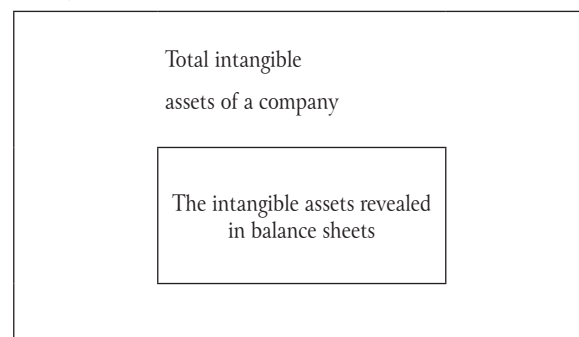 Total intangible
assets of a company
The intangible assets revealed
in balance sheets